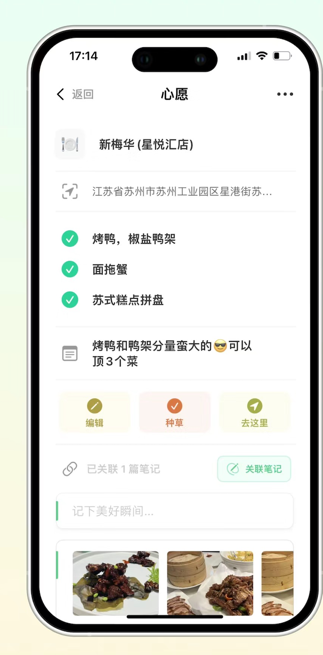 17:14
返回
心愿
新梅华 (星悦汇店)
江苏省苏州市苏州工业园区星港街苏...
烤鸭，椒盐鸭架
面拖蟹
苏式糕点拼盘
烤鸭和鸭架分量蛮大的😎可以
顶3个菜
编辑
种草
去这里
已关联 1 篇笔记
关联笔记
记下美好瞬间...